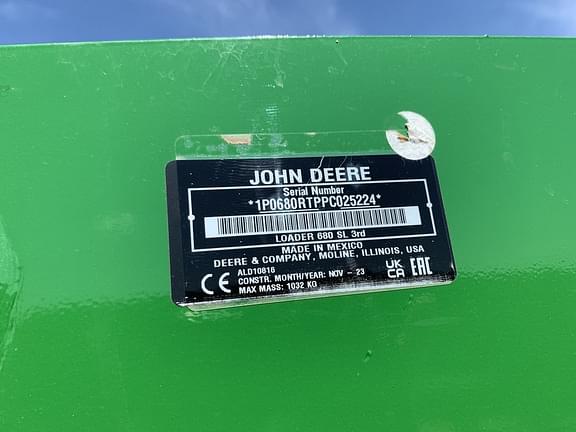 JOHN DEERE
Serial Number
*1P0680RTPPC025224*
LOADER 680 SL 3rd
MADE IN MEXICO
DEERE & COMPANY, MOLINE, ILLINOIS, USA
ALO10816
CONSTR. MONTH/YEAR: NOV - 23
MAX MASS: 1032 KG
CE
UK
CA
EAC